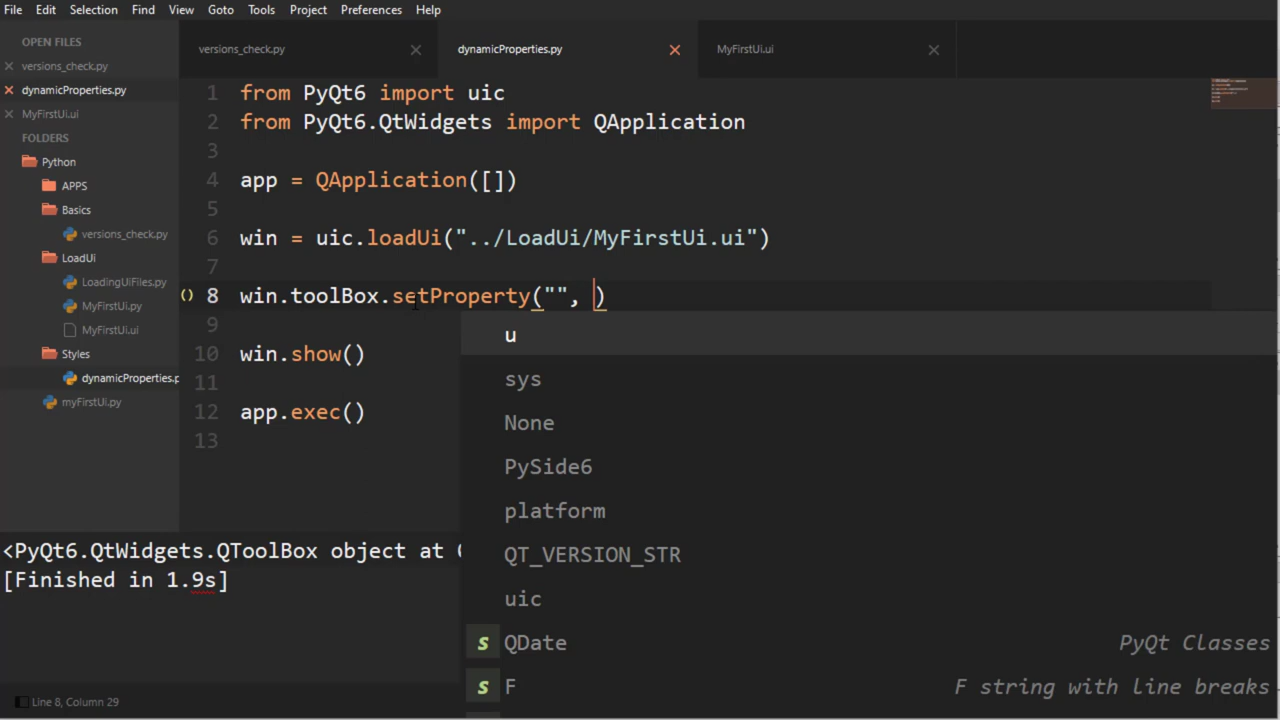 File Edit Selection Find View Goto Tools Project Preferences Help
OPEN FILES
versions_check.py
dynamicProperties.py
MyFirstUi.ui
FOLDERS
Python
APPS
Basics
versions_check.py
LoadUi
LoadingUiFiles.py
MyFirstUi.py
MyFirstUi.ui
Styles
dynamicProperties.p
myFirstUi.py
versions_check.py dynamicProperties.py MyFirstUi.ui
1 from PyQt6 import uic
2 from PyQt6.QtWidgets import QApplication
3
4 app = QApplication([])
5
6 win = uic.loadUi("../LoadUi/MyFirstUi.ui")
7
8 win.toolBox.setProperty("", )
9
10 win.show()
11
12 app.exec()
13
u
sys
None
PySide6
platform
QT_VERSION_STR
uic
s QDate PyQt Classes
s F F string with line breaks
<PyQt6.QtWidgets.QToolBox object at
[Finished in 1.9s]
Line 8, Column 29